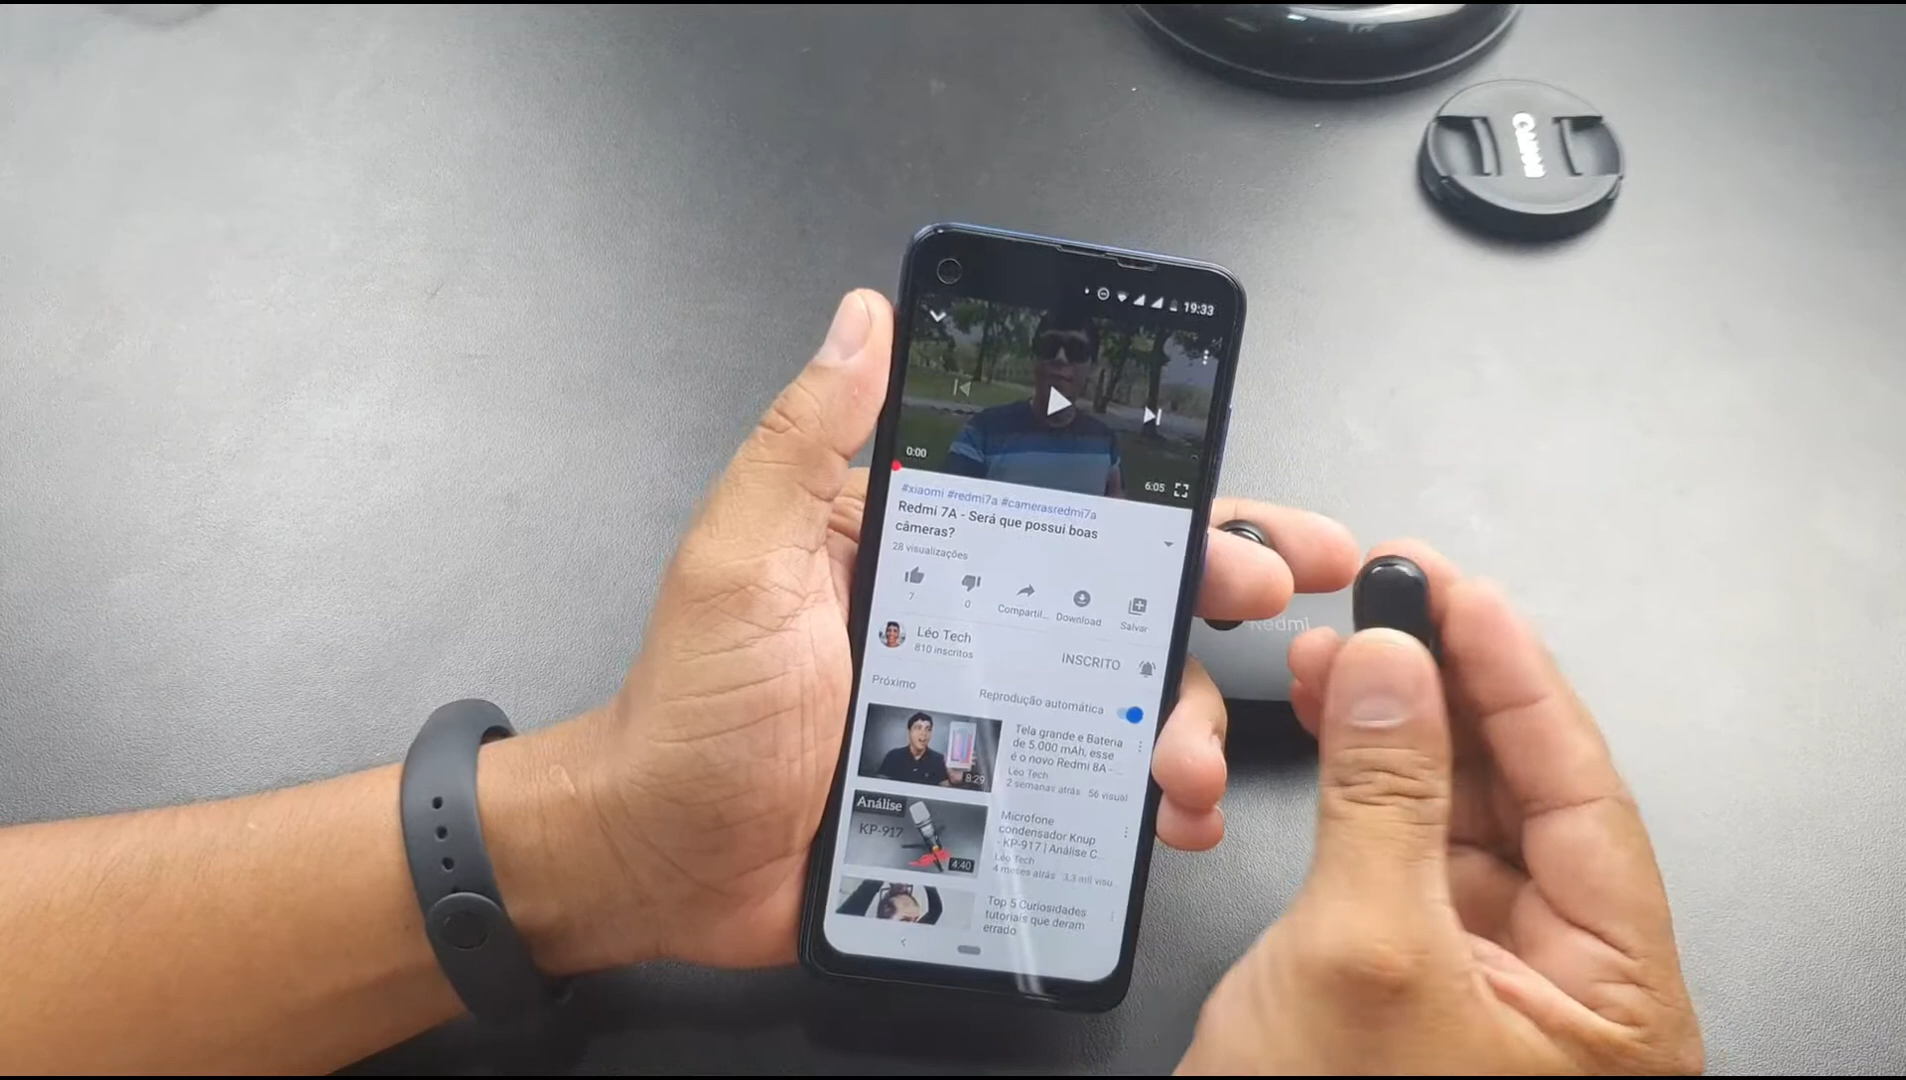 Canon
19:33
0:00
6:05
#xiaomi #redmi7a #camerasredmi7a
Redmi 7A - Será que possui boas
câmeras?
28 visualizações
7
0
Compartil...
Download
Salvar
Redmi
Léo Tech
810 inscritos
INSCRITO
Próximo
Reprodução automática
8:29
Tela grande e Bateria
de 5.000 mAh, esse
é o novo Redmi 8A -...
Léo Tech
2 semanas atrás 56 visual
Análise
KP-917
4:40
Microfone
condensador Knup
- KP-917 | Análise C...
Léo Tech
4 meses atrás 3,3 mil visu...
Top 5 Curiosidades
tutoriais que deram
errado